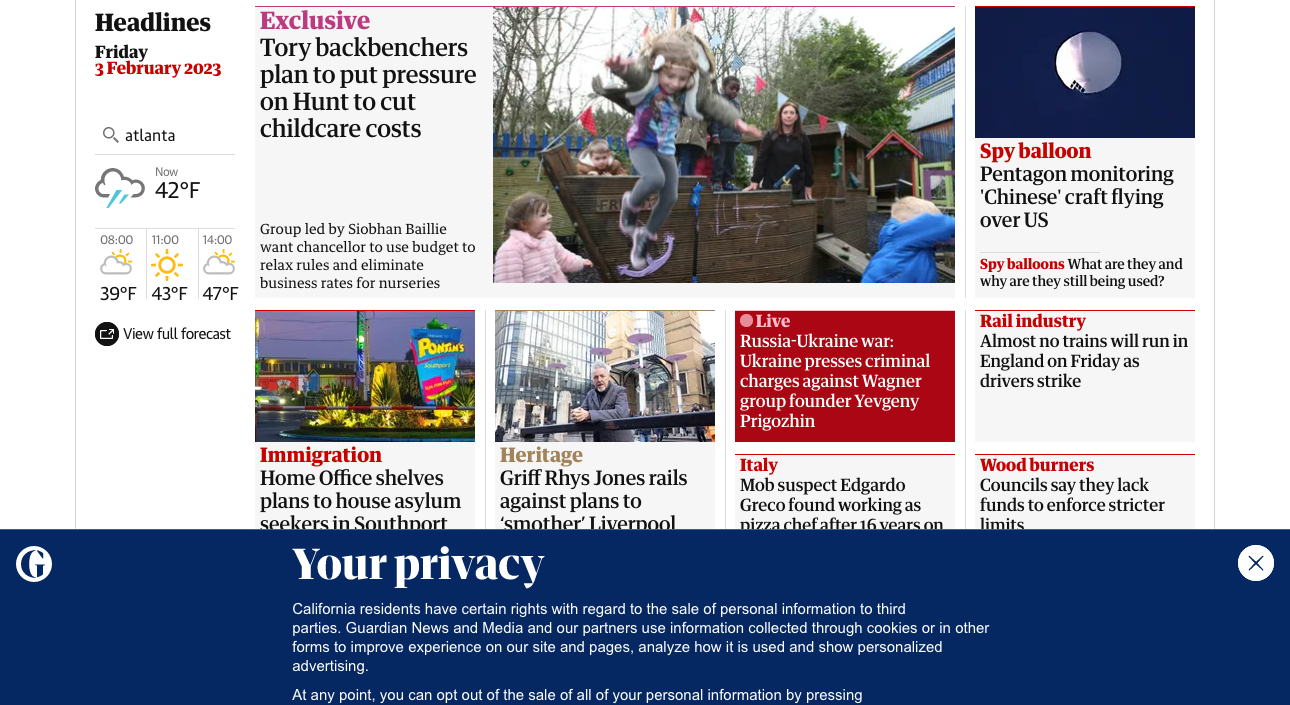 Headlines
Friday
3 February 2023
atlanta
Now
42°F
08:00
11:00
14:00
39°F
43°F
47°F
View full forecast
Exclusive
Tory backbenchers
plan to put pressure
on Hunt to cut
childcare costs
Group led by Siobhan Baillie
want chancellor to use budget to
relax rules and eliminate
business rates for nurseries
Spy balloon
Pentagon monitoring
'Chinese' craft flying
over US
Spy balloons What are they and
why are they still being used?
PONTIN'S
Southport
Immigration
Home Office shelves
plans to house asylum
seekers in Southport
Heritage
Griff Rhys Jones rails
against plans to
‘smother’ Liverpool
Live
Russia-Ukraine war:
Ukraine presses criminal
charges against Wagner
group founder Yevgeny
Prigozhin
Italy
Mob suspect Edgardo
Greco found working as
pizza chef after 16 years on
Rail industry
Almost no trains will run in
England on Friday as
drivers strike
Wood burners
Councils say they lack
funds to enforce stricter
limits
G
Your privacy
California residents have certain rights with regard to the sale of personal information to third
parties. Guardian News and Media and our partners use information collected through cookies or in other
forms to improve experience on our site and pages, analyze how it is used and show personalized
advertising.
At any point, you can opt out of the sale of all of your personal information by pressing